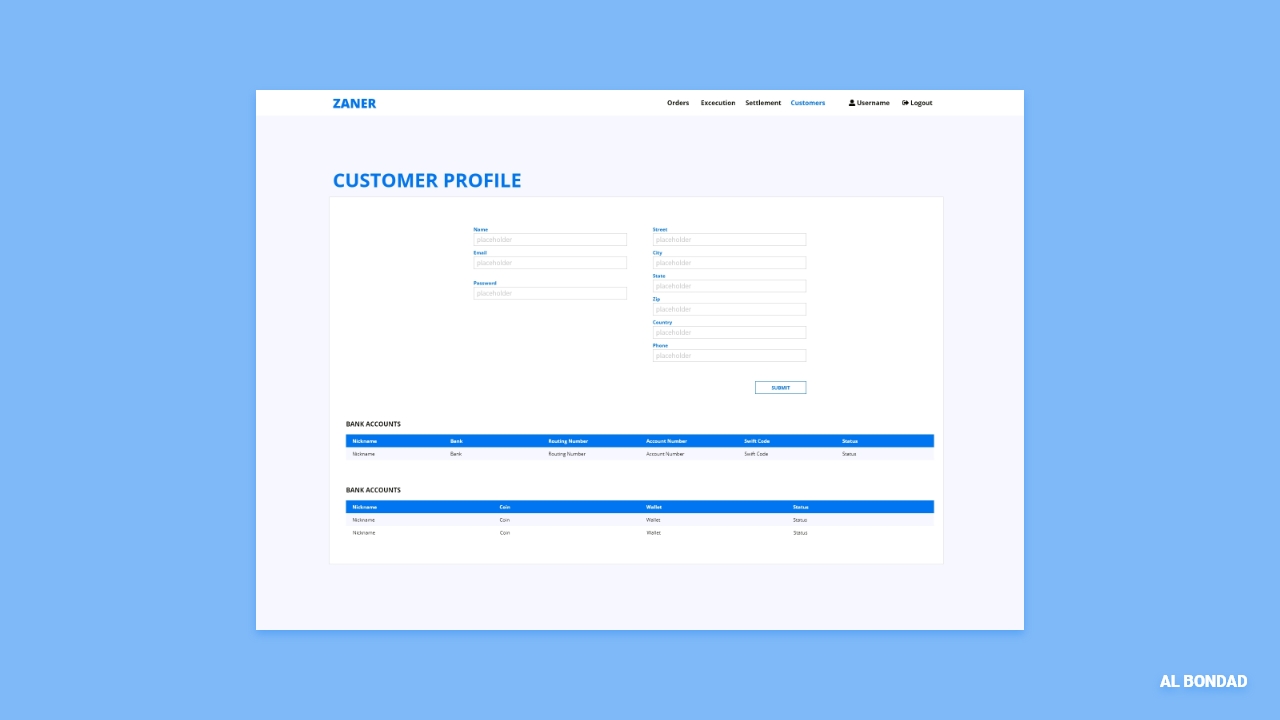 ZANER Orders Excecution Settlement Customers Username Logout
CUSTOMER PROFILE
Name
placeholder
Email
placeholder
Password
placeholder
Street
placeholder
City
placeholder
State
placeholder
Zip
placeholder
Country
placeholder
Phone
placeholder
SUBMIT
BANK ACCOUNTS
Nickname Bank Routing Number Account Number Swift Code Status
Nickname Bank Routing Number Account Number Swift Code Status
BANK ACCOUNTS
Nickname Coin Wallet Status
Nickname Coin Wallet Status
Nickname Coin Wallet Status
AL BONDAD